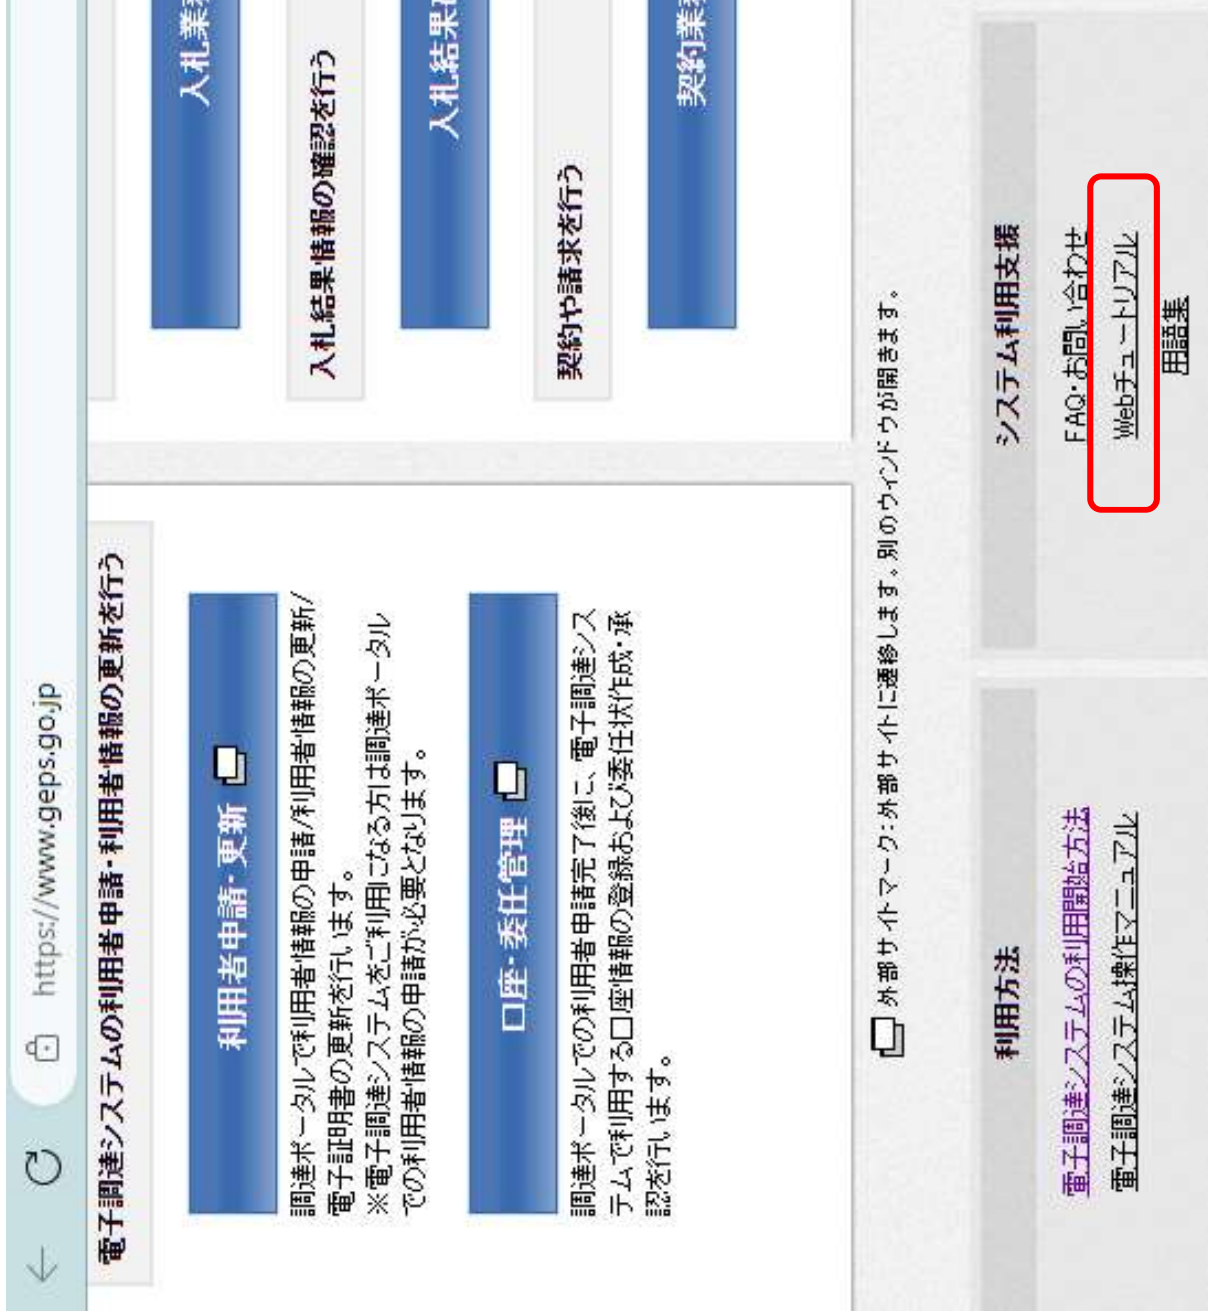 https://www.geps.go.jp
電子調達システムの利用者申請・利用者情報の更新を行う
利用者申請・更新
調達ポータルで利用者情報の申請/利用者情報の更新/
電子証明書の更新を行います。
※電子調達システムをご利用になる方は調達ポータル
での利用者情報の申請が必要となります。
口座・委任管理
調達ポータルでの利用者申請完了後に、電子調達シス
テムで利用する口座情報の登録および委任状作成・承
認を行います。
入札業務
入札結果情報の確認を行う
入札結果
契約や請求を行う
契約業務
外部サイトマーク:外部サイトに遷移します。別のウィンドウが開きます。
利用方法
電子調達システムの利用開始方法
電子調達システム操作マニュアル
システム利用支援
FAQ・お問い合わせ
Webチュートリアル
用語集